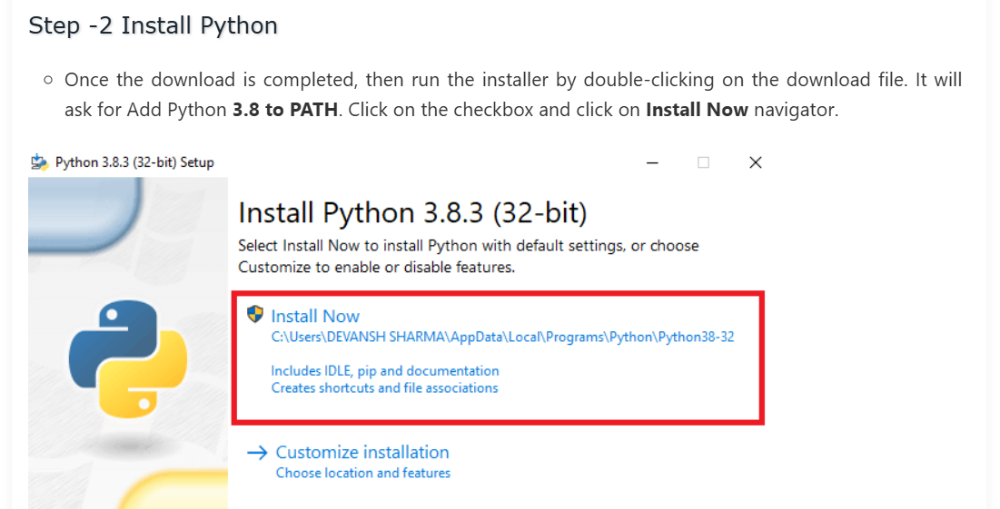 Step -2 Install Python
Once the download is completed, then run the installer by double-clicking on the download file. It will
ask for Add Python 3.8 to PATH. Click on the checkbox and click on Install Now navigator.
Python 3.8.3 (32-bit) Setup
Install Python 3.8.3 (32-bit)
Select Install Now to install Python with default settings, or choose
Customize to enable or disable features.
Install Now
C:\Users\DEVANSH SHARMA\AppData\Local\Programs\Python\Python38-32
Includes IDLE, pip and documentation
Creates shortcuts and file associations
Customize installation
Choose location and features